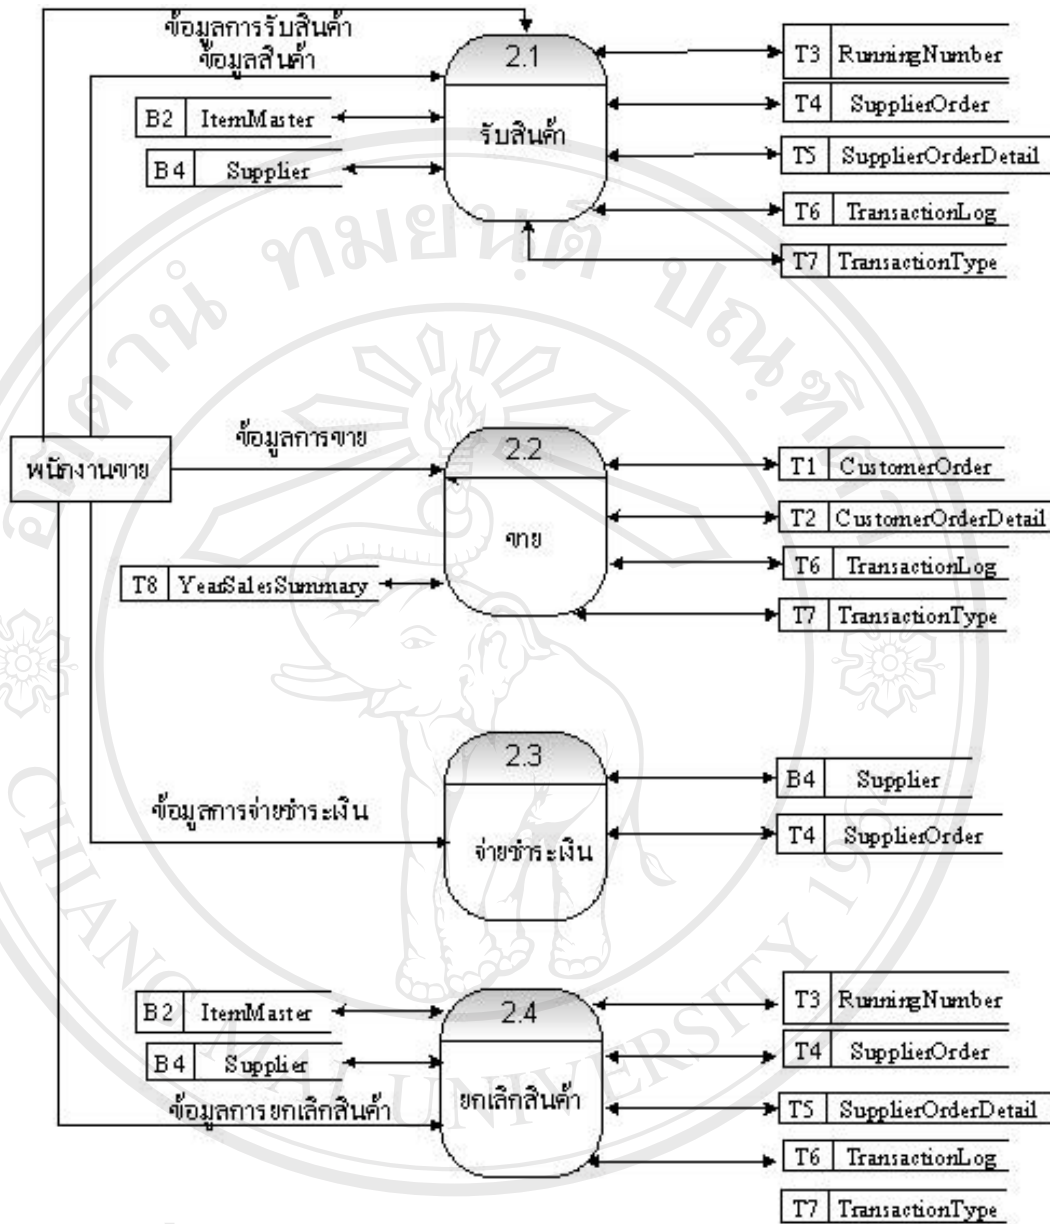 ข้อมูลการรับสินค้า
ข้อมูลสินค้า
2.1
รับสินค้า
B2 ItemMaster
B4 Supplier
T3 RunningNumber
T4 SupplierOrder
T5 SupplierOrderDetail
T6 TransactionLog
T7 TransactionType
พนักงานขาย
ข้อมูลการขาย
2.2
ขาย
T8 YearSalesSummary
T1 CustomerOrder
T2 CustomerOrderDetail
T6 TransactionLog
T7 TransactionType
ข้อมูลการจ่ายชำระเงิน
2.3
จ่ายชำระเงิน
B4 Supplier
T4 SupplierOrder
B2 ItemMaster
B4 Supplier
ข้อมูลการยกเลิกสินค้า
2.4
ยกเลิกสินค้า
T3 RunningNumber
T4 SupplierOrder
T5 SupplierOrderDetail
T6 TransactionLog
T7 TransactionType
CHIANG MAI UNIVERSITY